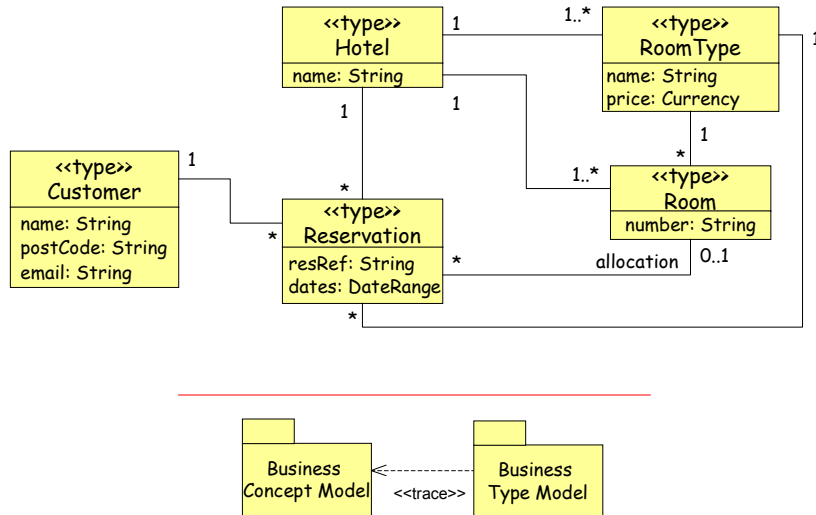 <<type>>
Hotel
name: String
1
1..*
<<type>>
RoomType
name: String
price: Currency
1
1
1
1
*
1..*
<<type>>
Room
number: String
<<type>>
Customer
name: String
postCode: String
email: String
1
*
*
<<type>>
Reservation
resRef: String
dates: DateRange
*
allocation
0..1
*
Business
Concept Model
<<trace>>
Business
Type Model